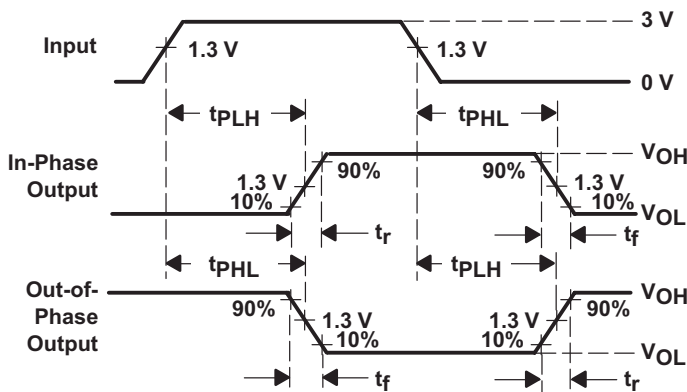 3 V
Input
1.3 V
1.3 V
0 V
tPLH
tPHL
VOH
In-Phase
Output
90%
90%
1.3 V
1.3 V
10%
10%
VOL
tr
tf
tPHL
tPLH
Out-of-
Phase
Output
VOH
90%
90%
1.3 V
1.3 V
10%
10%
VOL
tf
tr